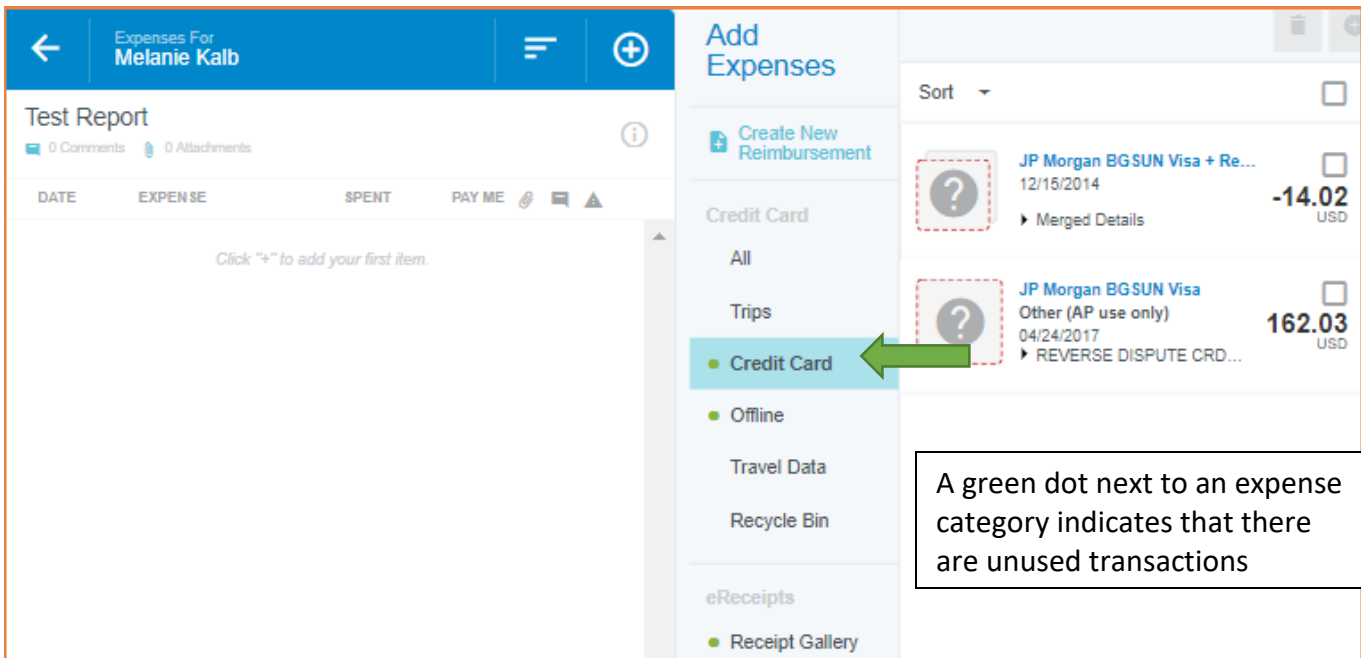 Expenses For
Melanie Kalb
Test Report
0 Comments 0 Attachments
DATE EXPENSE SPENT PAY ME
Click "+" to add your first item.
Add
Expenses
Create New
Reimbursement
Credit Card
All
Trips
Credit Card
Offline
Travel Data
Recycle Bin
eReceipts
Receipt Gallery
Sort
JP Morgan BGSUN Visa + Re...
12/15/2014
Merged Details
-14.02
USD
JP Morgan BGSUN Visa
Other (AP use only)
04/24/2017
REVERSE DISPUTE CRD...
162.03
USD
A green dot next to an expense
category indicates that there
are unused transactions